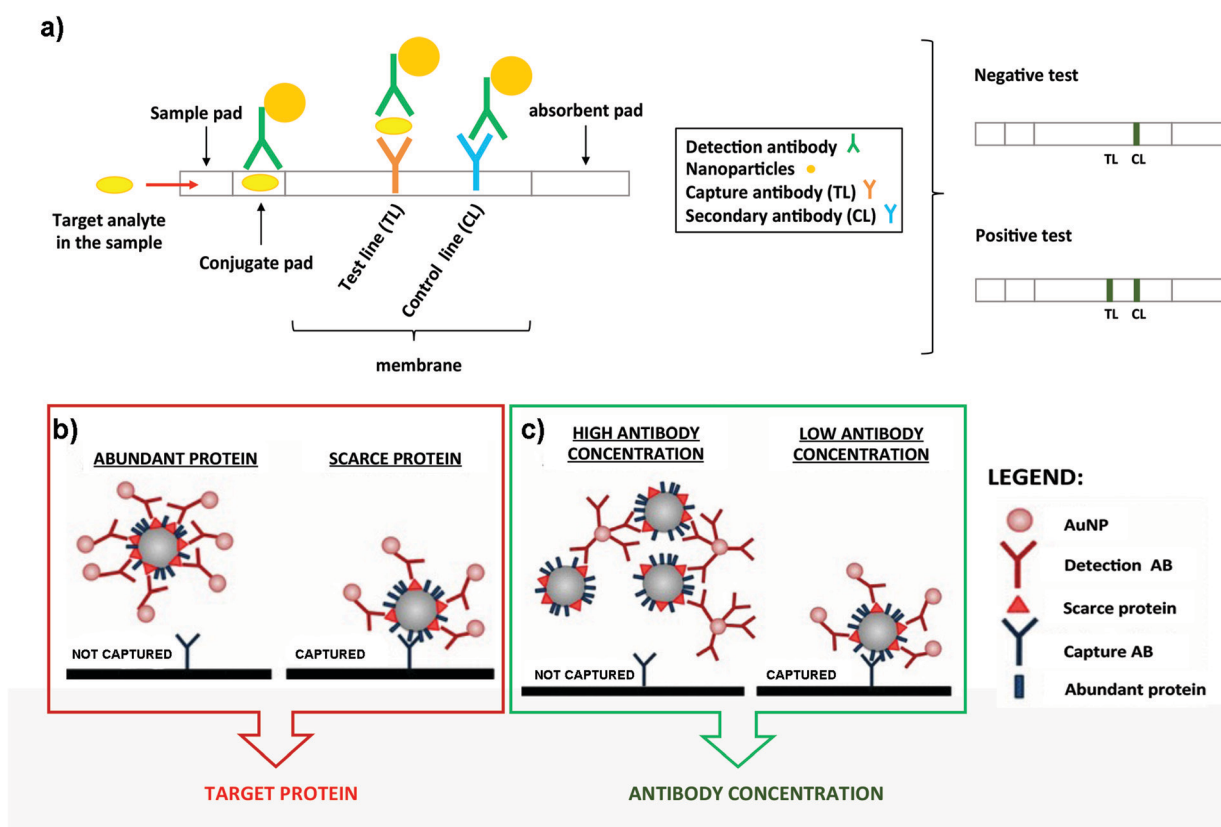 a)
Sample pad
absorbent pad
Target analyte
in the sample
Conjugate pad
Test line (TL)
Control line (CL)
membrane
Detection antibody
Nanoparticles
Capture antibody (TL)
Secondary antibody (CL)
Negative test
TL CL
Positive test
TL CL
b)
ABUNDANT PROTEIN
SCARCE PROTEIN
NOT CAPTURED
CAPTURED
TARGET PROTEIN
c)
HIGH ANTIBODY
CONCENTRATION
LOW ANTIBODY
CONCENTRATION
NOT CAPTURED
CAPTURED
ANTIBODY CONCENTRATION
LEGEND:
AuNP
Detection AB
Scarce protein
Capture AB
Abundant protein